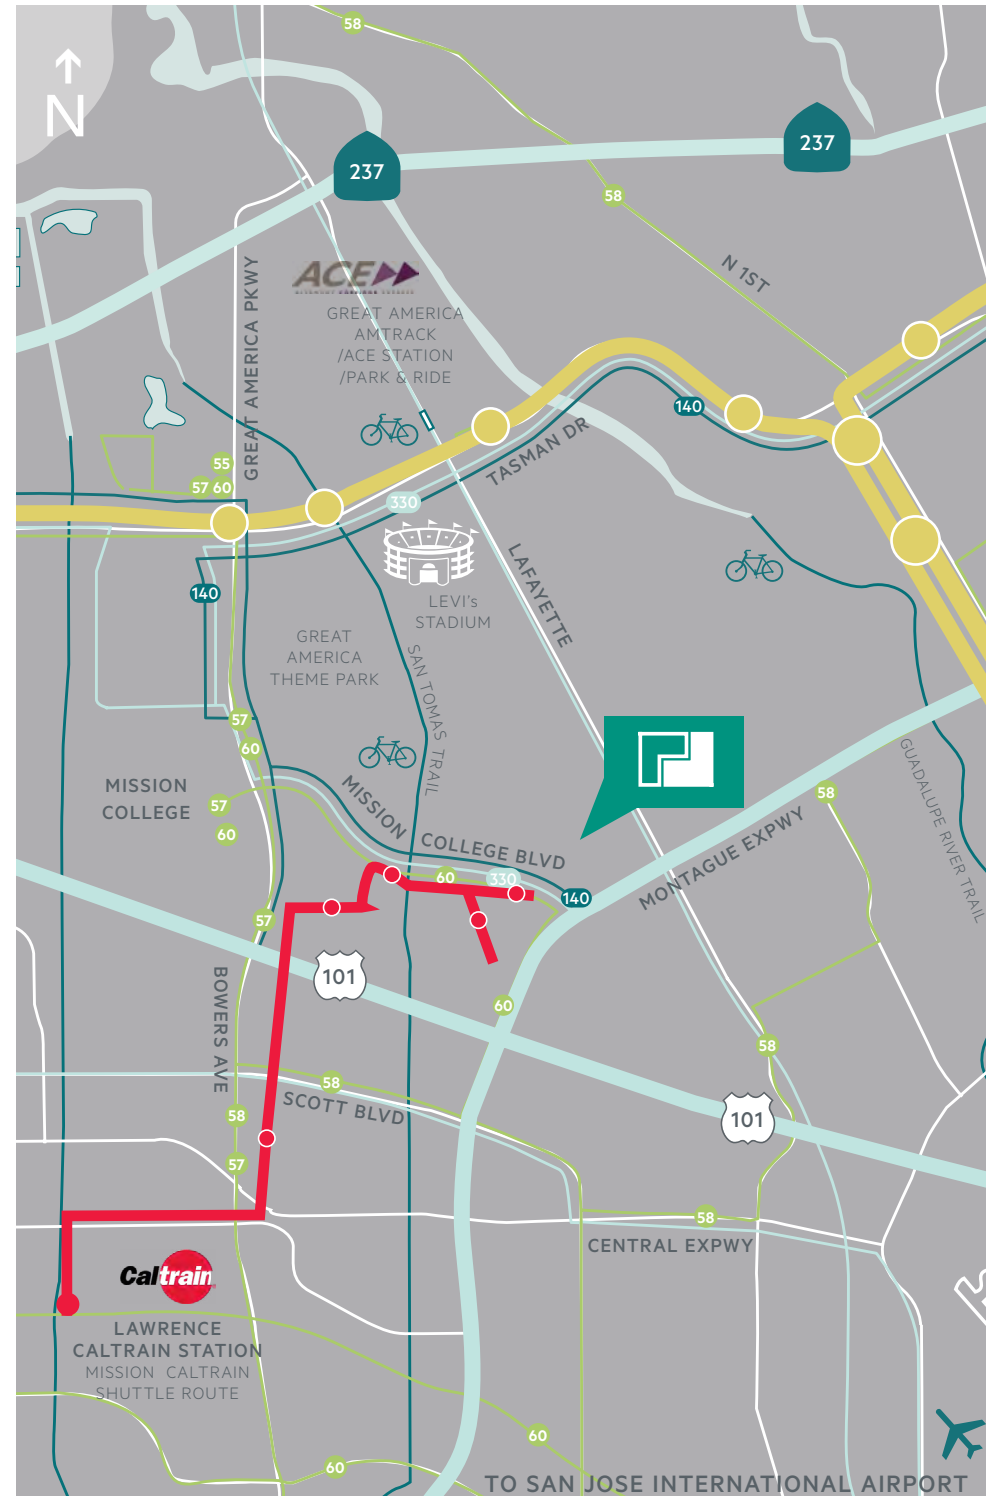 58
N
237
237
58
N 1ST
GREAT AMERICA PKWY
ACE
GREAT AMERICA
AMTRACK
/ACE STATION
/PARK & RIDE
140
TASMAN DR
55
57 60
330
LAFAYETTE
140
LEVI's
STADIUM
GREAT
AMERICA
THEME PARK
SAN TOMAS TRAIL
57
60
MISSION
COLLEGE
57
60
MISSION COLLEGE BLVD
58
MONTAGUE EXPWY
GUADALUPE RIVER TRAIL
60
330
140
57
101
60
BOWERS AVE
58
58
SCOTT BLVD
58
101
57
58
CENTRAL EXPWY
Caltrain
LAWRENCE
CALTRAIN STATION
MISSION CALTRAIN
SHUTTLE ROUTE
60
60
TO SAN JOSE INTERNATIONAL AIRPORT